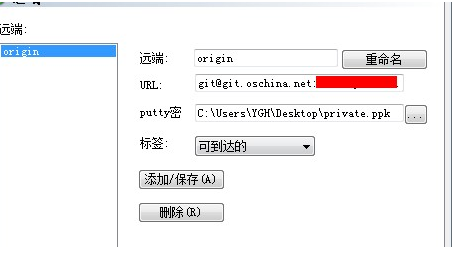 远端:
origin
远端:
origin
重命名
URL:
git@git.oschina.net:
putty密
C:\Users\YGH\Desktop\private.ppk
...
标签:
可到达的
添加/保存(A)
删除(R)